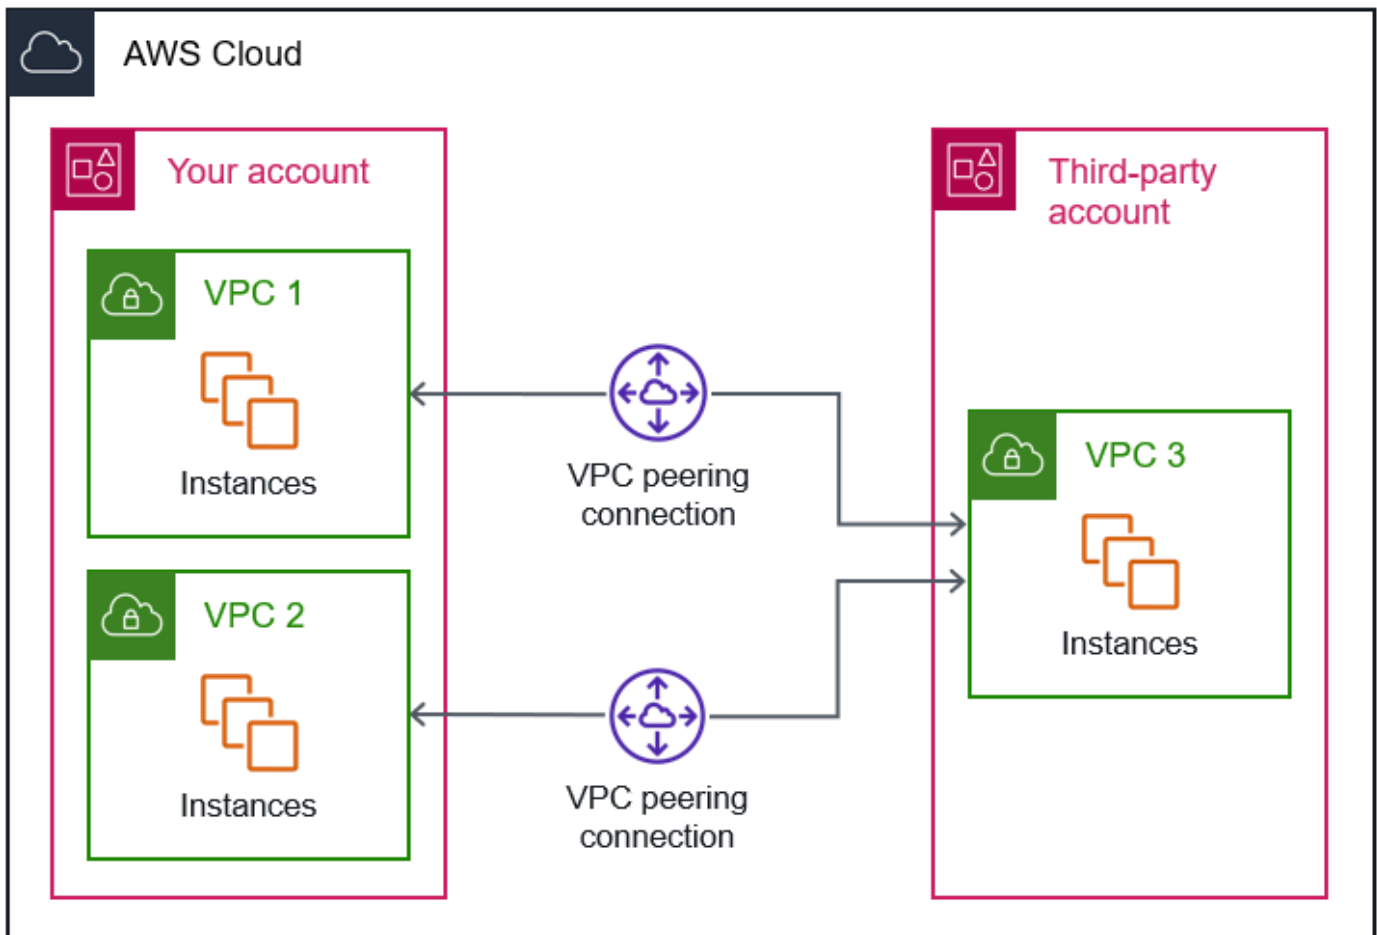 AWS Cloud
Your account
VPC 1
Instances
VPC 2
Instances
VPC peering
connection
VPC peering
connection
Third-party
account
VPC 3
Instances